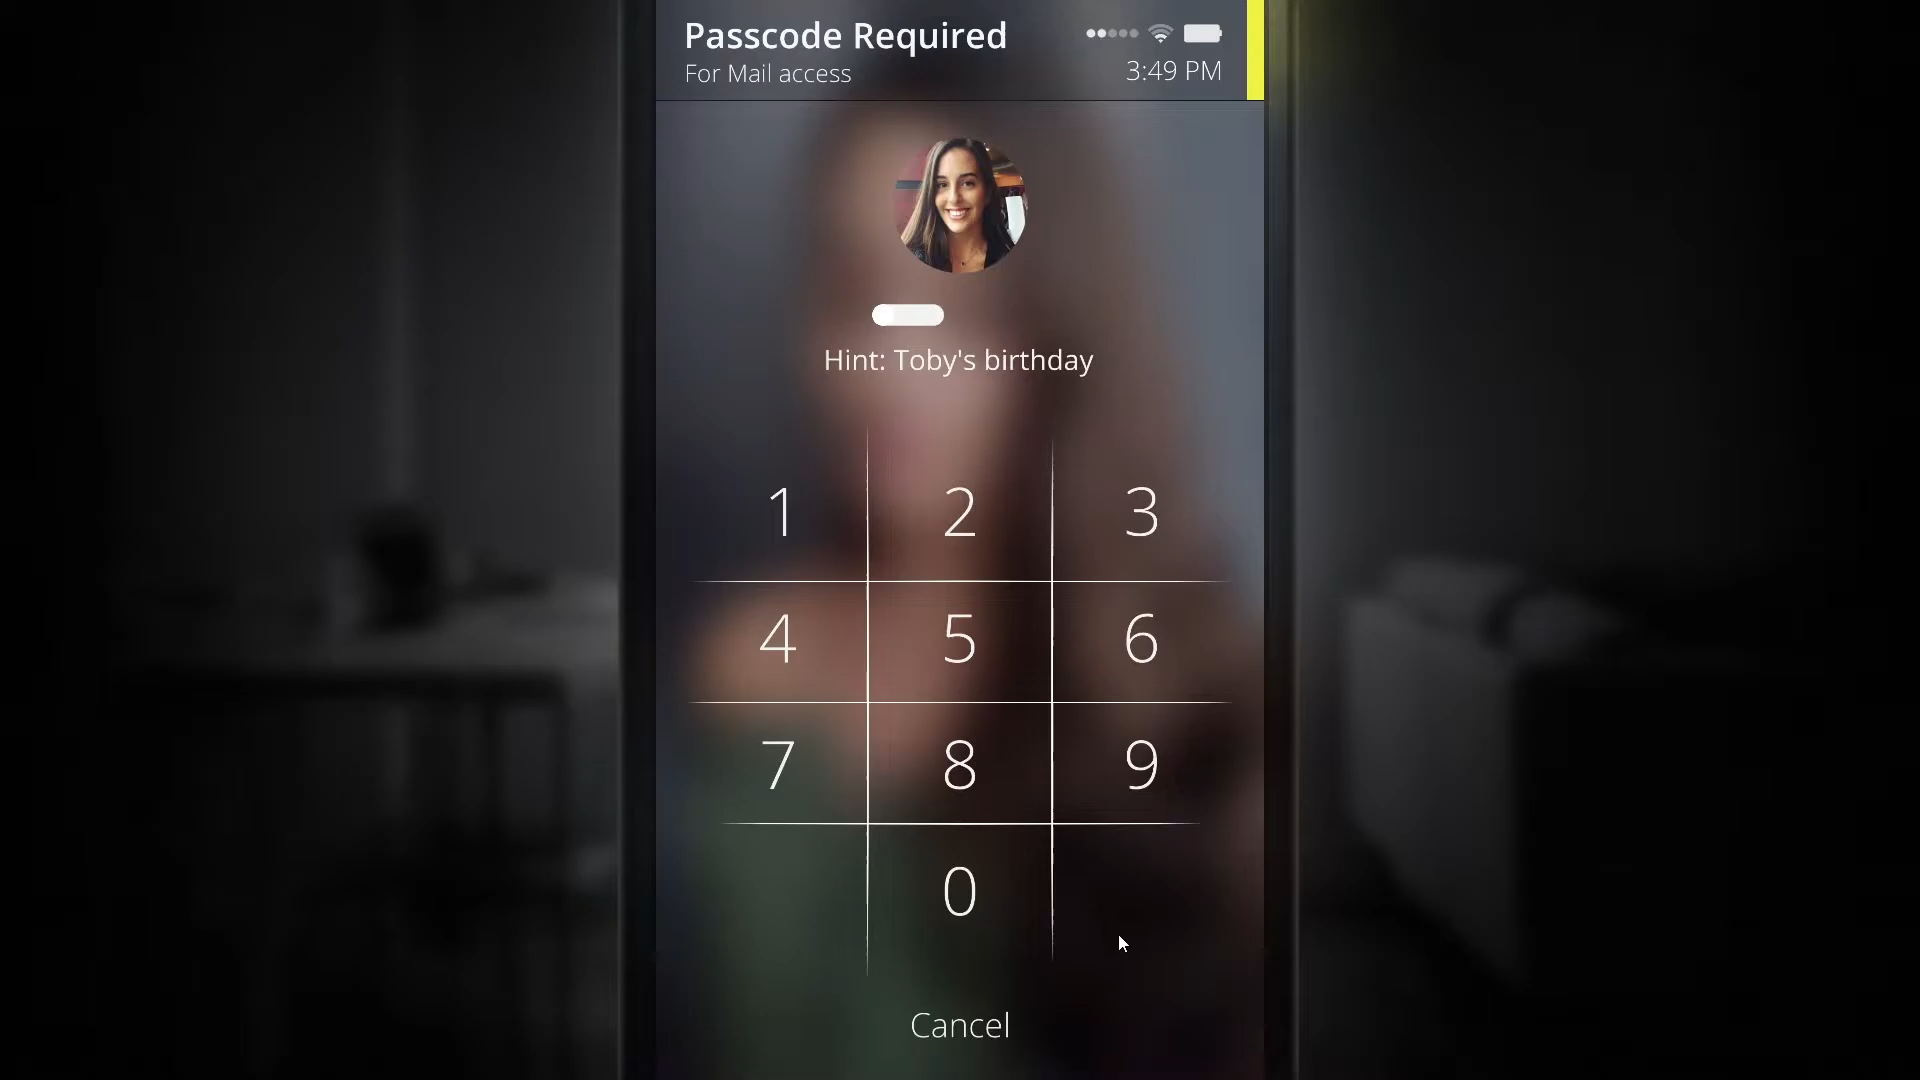 Passcode Required
For Mail access
3:49 PM
Hint: Toby's birthday
1 2 3
4 5 6
7 8 9
0
Cancel